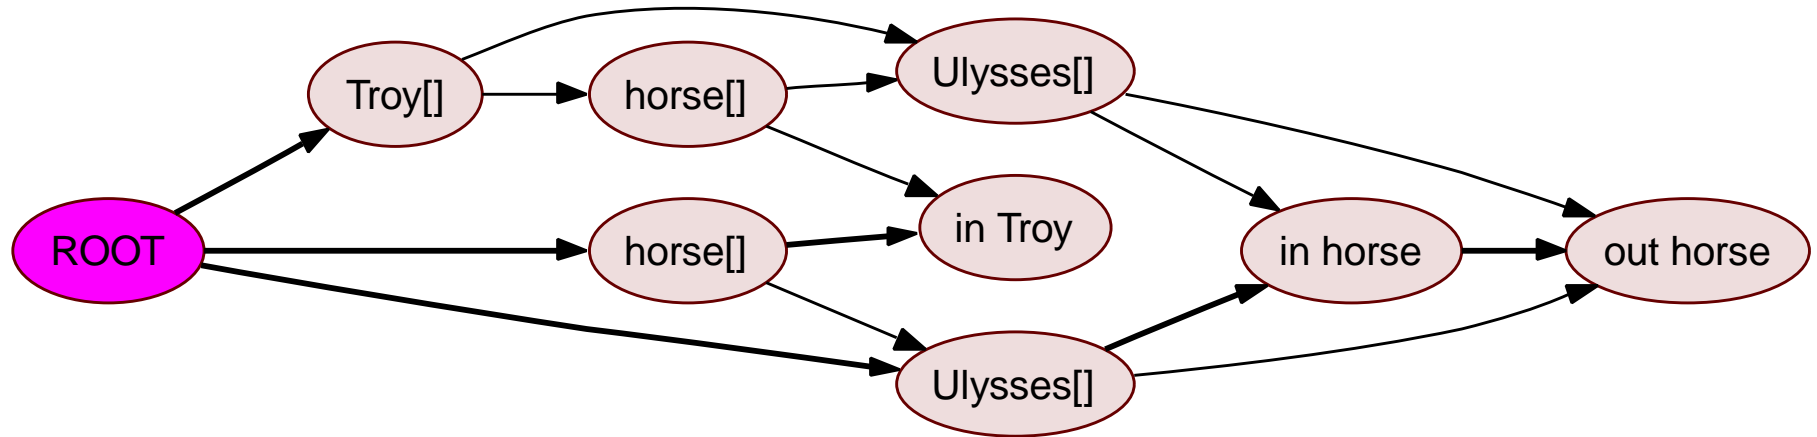 Troy[]
horse[]
Ulysses[]
ROOT
horse[]
in Troy
in horse
out horse
Ulysses[]